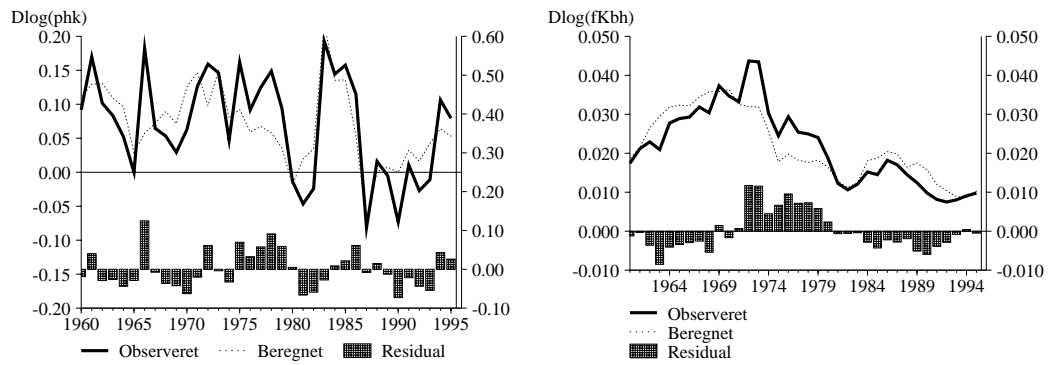 Dlog(phk)
0.20 0.60
0.15 0.50
0.10 0.40
0.05
0.00 0.30
-0.05 0.20
-0.10 0.10
-0.15 0.00
-0.20 -0.10
1960 1965 1970 1975 1980 1985 1990 1995
Observeret Beregnet Residual
Dlog(fKbh)
0.050 0.050
0.040 0.040
0.030 0.030
0.020 0.020
0.010 0.010
0.000 0.000
-0.010 -0.010
1964 1969 1974 1979 1984 1989 1994
Observeret
Beregnet
Residual